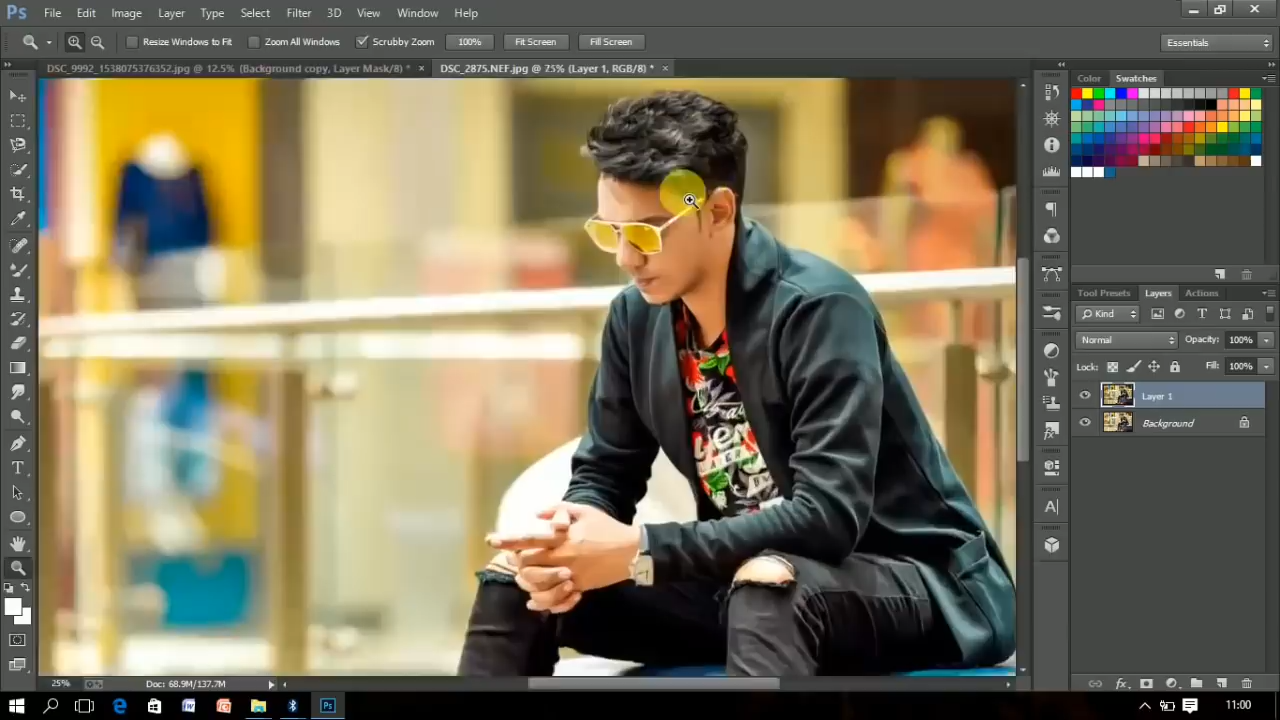 Ps File Edit Image Layer Type Select Filter 3D View Window Help
Resize Windows to Fit Zoom All Windows Scrubby Zoom 100% Fit Screen Fill Screen Essentials
DSC_9992_1538075376352.jpg @ 12.5% (Background copy, Layer Mask/8) * × DSC_2875.NEF.jpg @ 25% (Layer 1, RGB/8) * ×
Color Swatches
Tool Presets Layers Actions
Kind
Normal Opacity: 100%
Lock: Fill: 100%
Layer 1
Background
25% Doc: 68.9M/137.7M
11:00